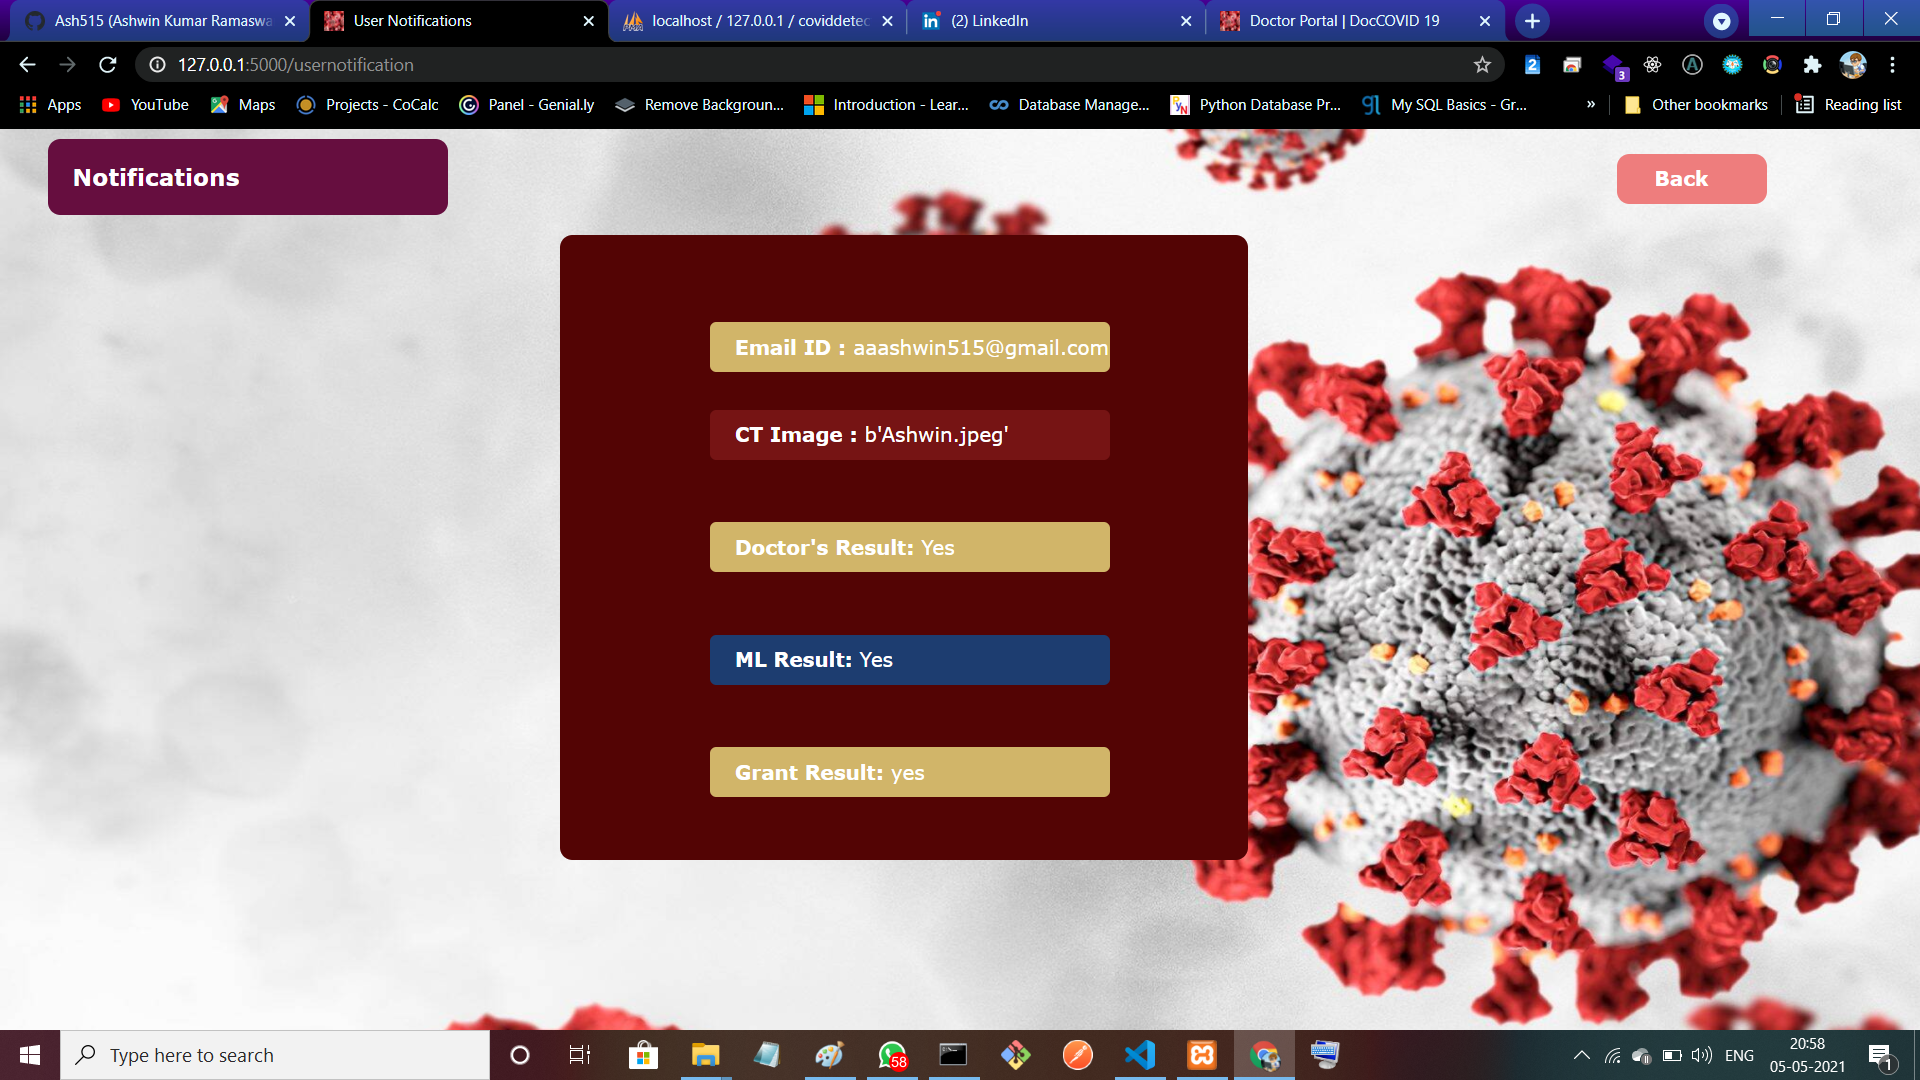 Ash515 (Ashwin Kumar Ramaswa
User Notifications
localhost / 127.0.0.1 / coviddetec
(2) LinkedIn
Doctor Portal | DocCOVID 19
127.0.0.1:5000/usernotification
2
3
A
Apps
YouTube
Maps
Projects - CoCalc
Panel - Genial.ly
Remove Backgroun...
Introduction - Lear...
Database Manage...
Python Database Pr...
My SQL Basics - Gr...
»
Other bookmarks
Reading list
Notifications
Back
Email ID : aaashwin515@gmail.com
CT Image : b'Ashwin.jpeg'
Doctor's Result: Yes
ML Result: Yes
Grant Result: yes
Type here to search
58
ENG
20:58
05-05-2021
1